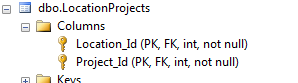 dbo.LocationProjects
Columns
Location_Id (PK, FK, int, not null)
Project_Id (PK, FK, int, not null)
Keys